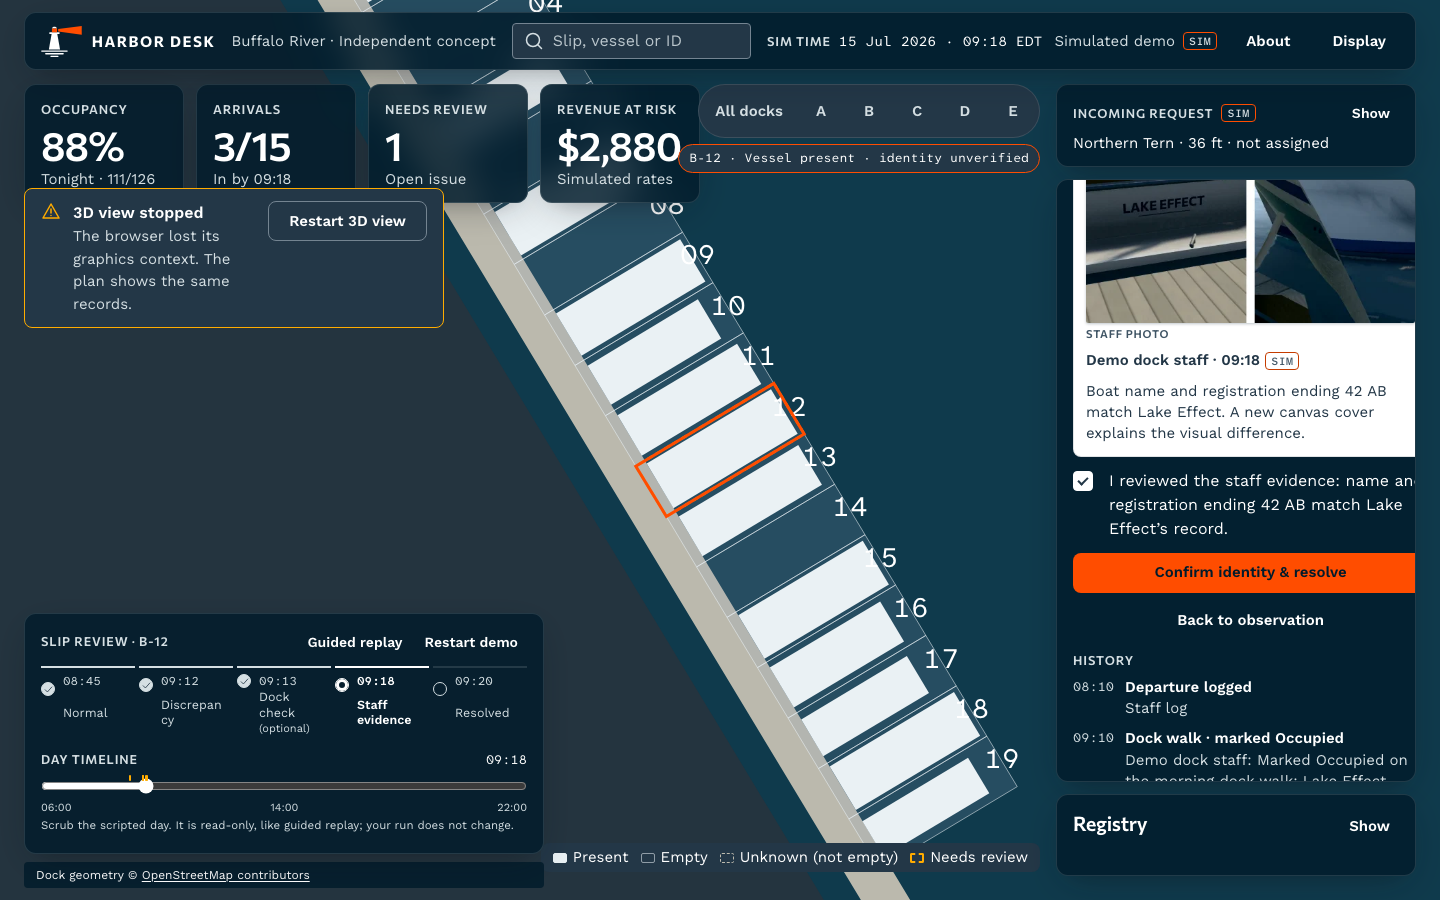 04
HARBOR DESK
Buffalo River · Independent concept
Slip, vessel or ID
SIM TIME 15 Jul 2026 · 09:18 EDT
Simulated demo SIM
About
Display
OCCUPANCY
88%
Tonight · 111/126
ARRIVALS
3/15
In by 09:18
NEEDS REVIEW
1
Open issue
REVENUE AT RISK
$2,880
Simulated rates
All docks A B C D E
B-12 · Vessel present · identity unverified
INCOMING REQUEST SIM
Show
Northern Tern · 36 ft · not assigned
3D view stopped
The browser lost its
graphics context. The
plan shows the same
records.
Restart 3D view
08
09
10
11
12
13
14
15
16
17
18
19
LAKE EFFECT
STAFF PHOTO
Demo dock staff · 09:18 SIM
Boat name and registration ending 42 AB
match Lake Effect. A new canvas cover
explains the visual difference.
I reviewed the staff evidence: name an
registration ending 42 AB match Lake
Effect's record.
Confirm identity & resolve
Back to observation
HISTORY
08:10 Departure logged
Staff log
09:10 Dock walk · marked Occupied
Demo dock staff: Marked Occupied on
the morning dock walk: Lake Effect
Registry
Show
SLIP REVIEW · B-12
Guided replay
Restart demo
08:45
Normal
09:12
Discrepan
cy
09:13
Dock
check
(optional)
09:18
Staff
evidence
09:20
Resolved
DAY TIMELINE
09:18
06:00
14:00
22:00
Scrub the scripted day. It is read-only, like guided replay; your run does not change.
Dock geometry © OpenStreetMap contributors
Present
Empty
Unknown (not empty)
Needs review